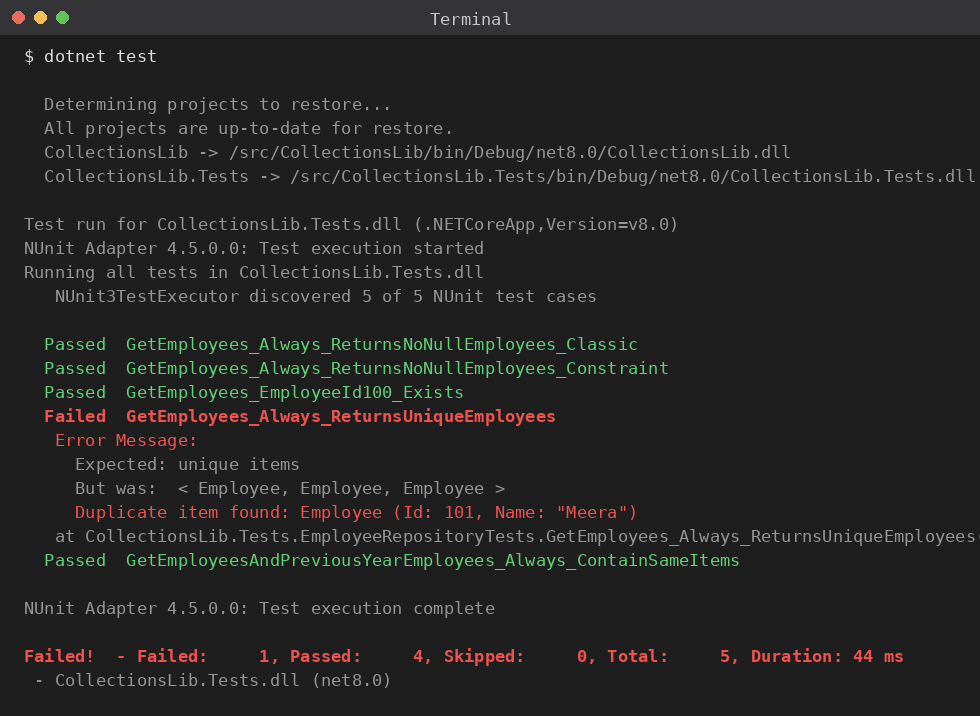 Terminal
$ dotnet test
Determining projects to restore...
All projects are up-to-date for restore.
CollectionsLib -> /src/CollectionsLib/bin/Debug/net8.0/CollectionsLib.dll
CollectionsLib.Tests -> /src/CollectionsLib.Tests/bin/Debug/net8.0/CollectionsLib.Tests.dll
Test run for CollectionsLib.Tests.dll (.NETCoreApp,Version=v8.0)
NUnit Adapter 4.5.0.0: Test execution started
Running all tests in CollectionsLib.Tests.dll
NUnit3TestExecutor discovered 5 of 5 NUnit test cases
Passed  GetEmployees_Always_ReturnsNoNullEmployees_Classic
Passed  GetEmployees_Always_ReturnsNoNullEmployees_Constraint
Passed  GetEmployees_EmployeeId100_Exists
Failed  GetEmployees_Always_ReturnsUniqueEmployees
Error Message:
Expected: unique items
But was:  < Employee, Employee, Employee >
Duplicate item found: Employee (Id: 101, Name: "Meera")
at CollectionsLib.Tests.EmployeeRepositoryTests.GetEmployees_Always_ReturnsUniqueEmployees(
Passed  GetEmployeesAndPreviousYearEmployees_Always_ContainSameItems
NUnit Adapter 4.5.0.0: Test execution complete
Failed!  - Failed:     1, Passed:     4, Skipped:     0, Total:     5, Duration: 44 ms
- CollectionsLib.Tests.dll (net8.0)